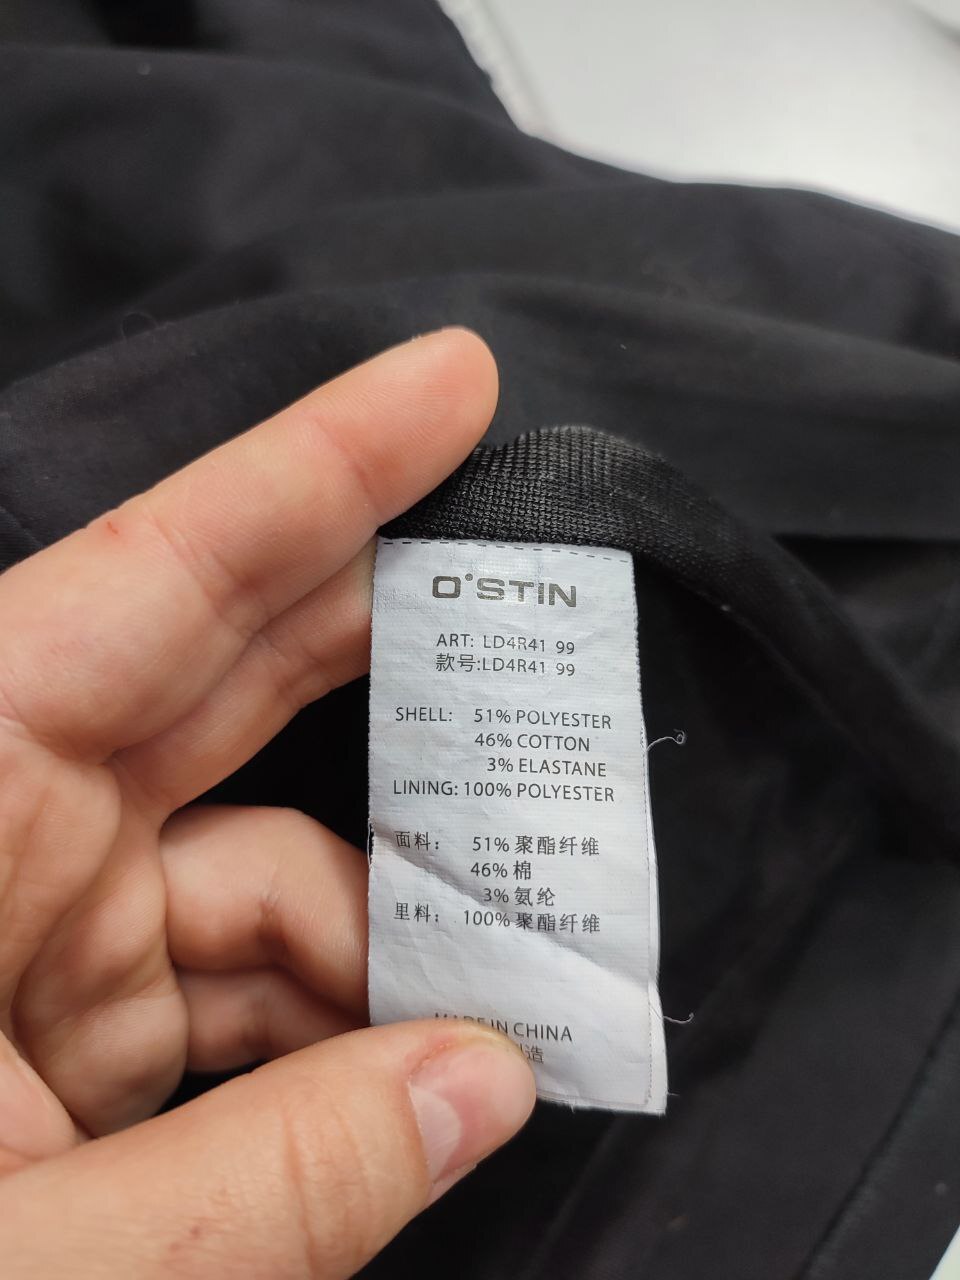 O'STIN
ART: LD4R41 99
款号:LD4R41 99
SHELL: 51% POLYESTER
46% COTTON
3% ELASTANE
LINING: 100% POLYESTER
面料: 51% 聚酯纤维
46% 棉
3% 氨纶
里料: 100% 聚酯纤维
MADE IN CHINA
造